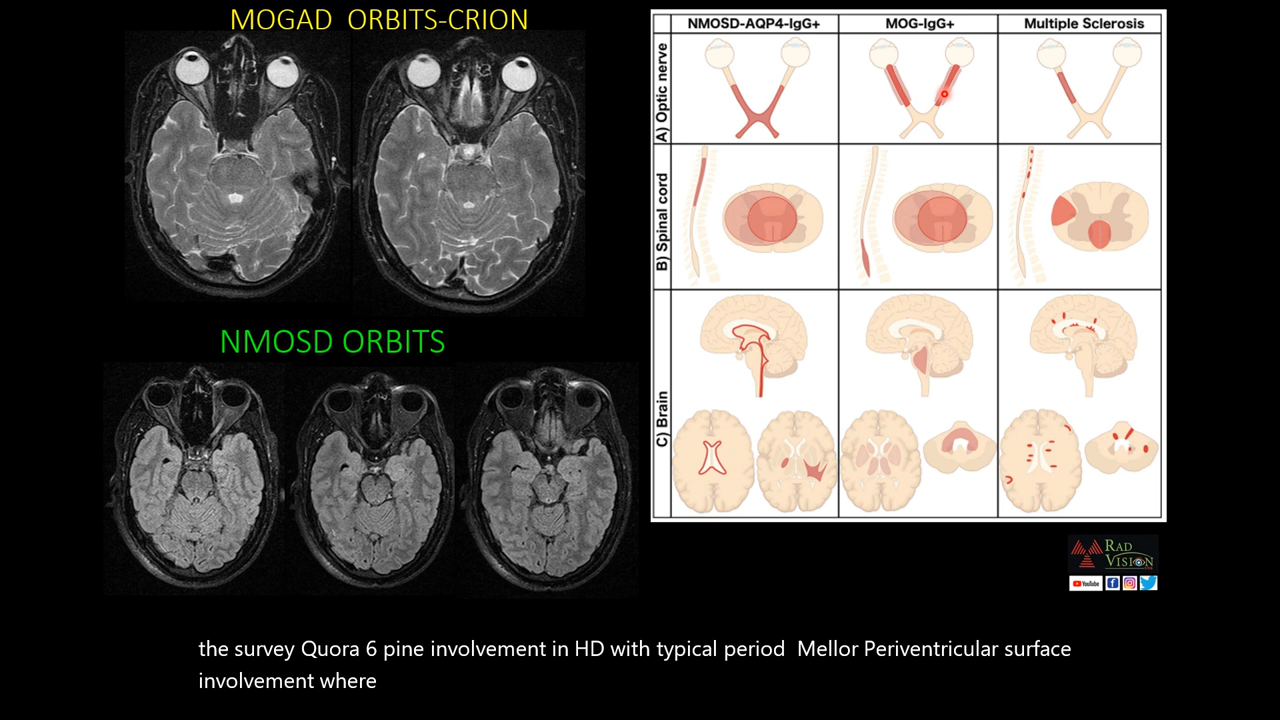 MOGAD ORBITS-CRION
NMOSD ORBITS
NMOSD-AQP4-IgG+
MOG-IgG+
Multiple Sclerosis
A) Optic nerve
B) Spinal cord
C) Brain
RAD
VISION
YouTube
the survey Quora 6 pine involvement in HD with typical period Mellor Periventricular surface
involvement where